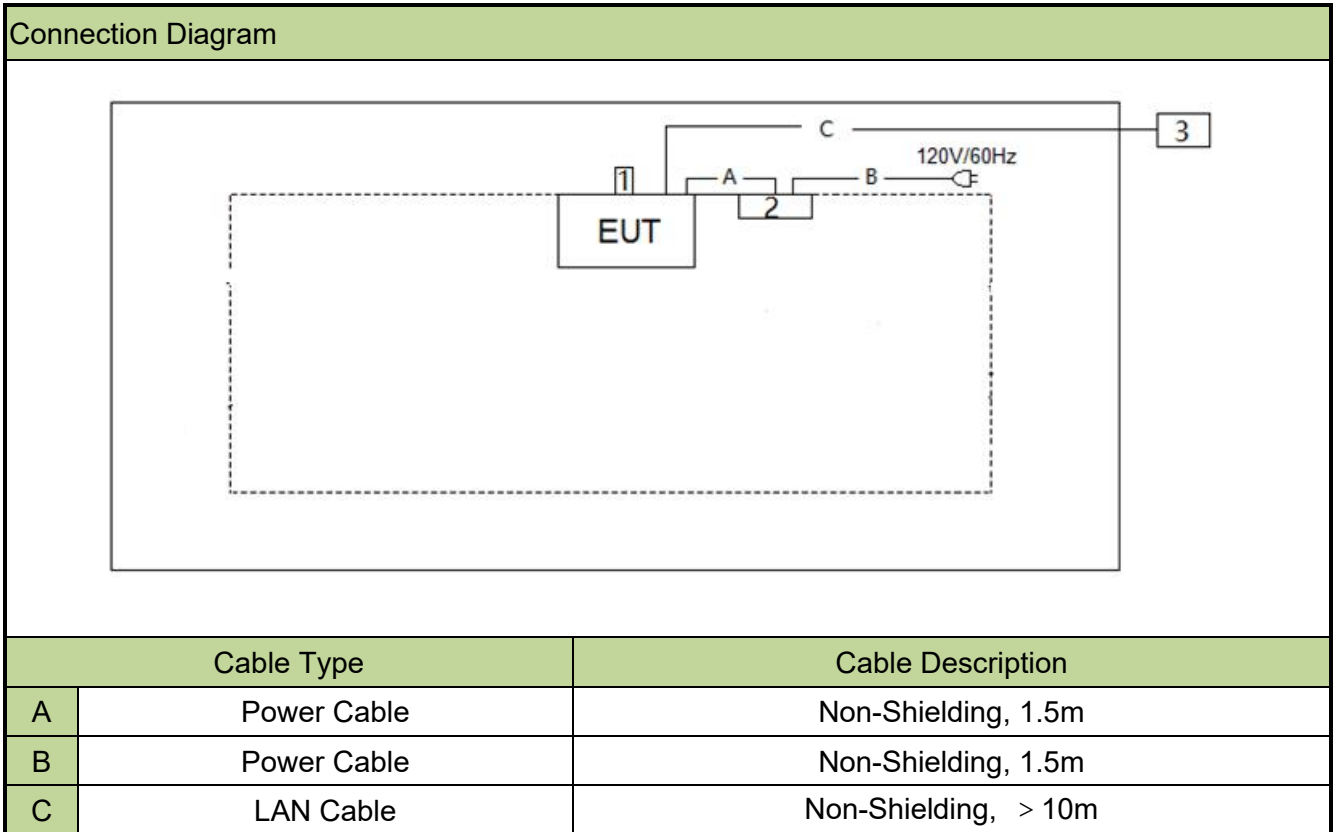 Connection Diagram
C
3
120V/60Hz
1
A
B
2
EUT
Cable Type Cable Description
A Power Cable Non-Shielding, 1.5m
B Power Cable Non-Shielding, 1.5m
C LAN Cable Non-Shielding, ＞10m